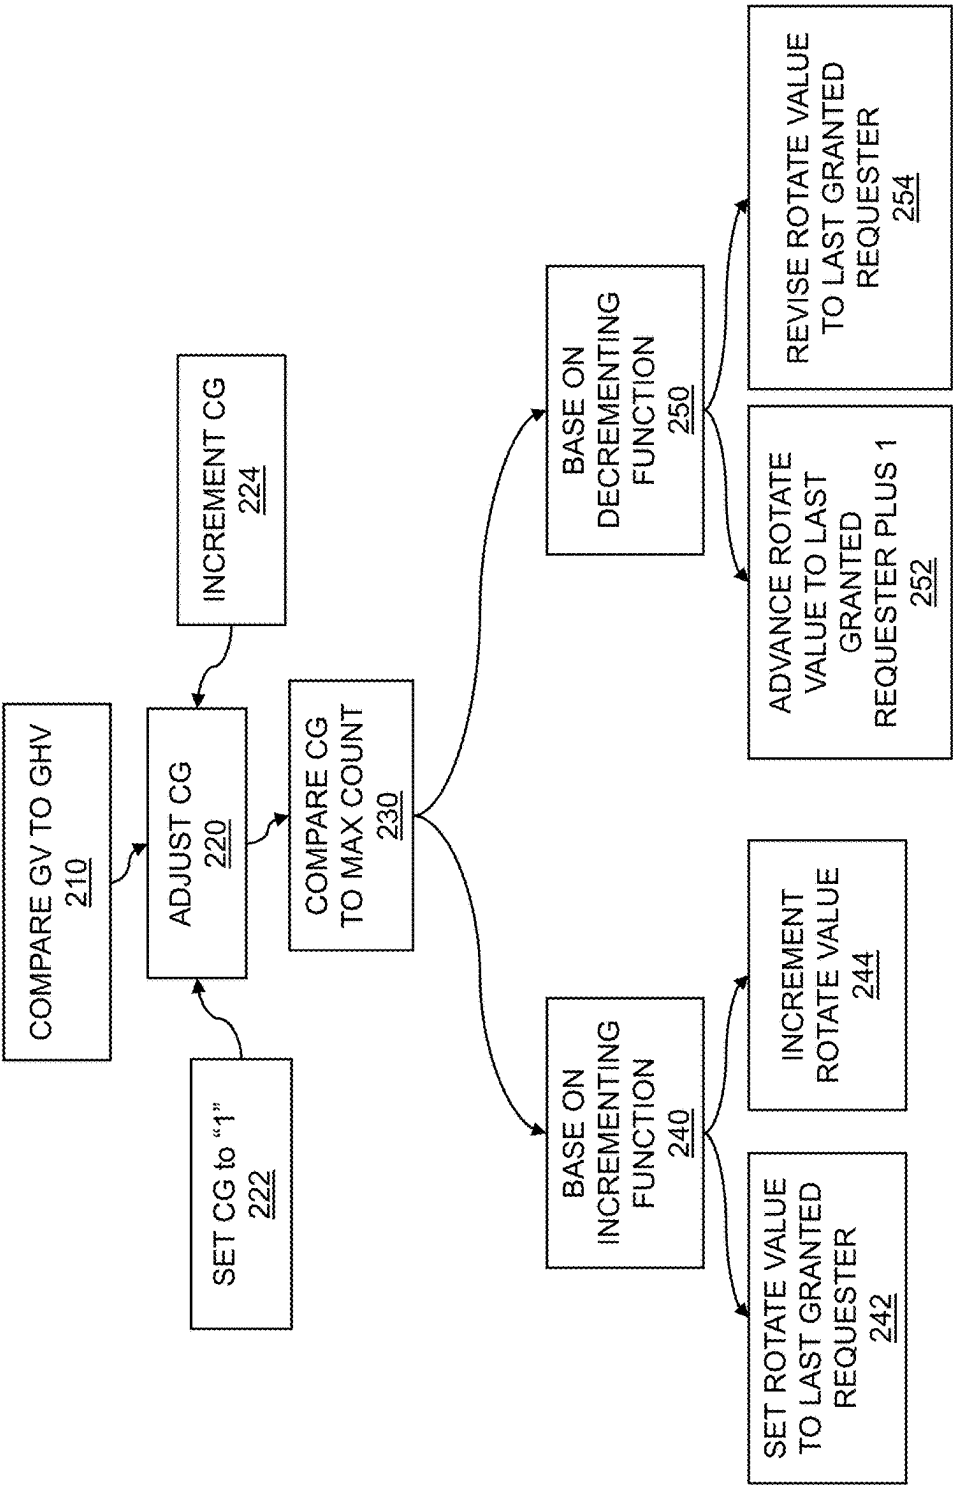 COMPARE GV TO GHV
210
SET CG to “1”
222
ADJUST CG
220
INCREMENT CG
224
COMPARE CG
TO MAX COUNT
230
BASE ON
INCREMENTING
FUNCTION
240
BASE ON
DECREMENTING
FUNCTION
250
SET ROTATE VALUE
TO LAST GRANTED
REQUESTER
242
INCREMENT
ROTATE VALUE
244
ADVANCE ROTATE
VALUE TO LAST
GRANTED
REQUESTER PLUS 1
252
REVISE ROTATE VALUE
TO LAST GRANTED
REQUESTER
254